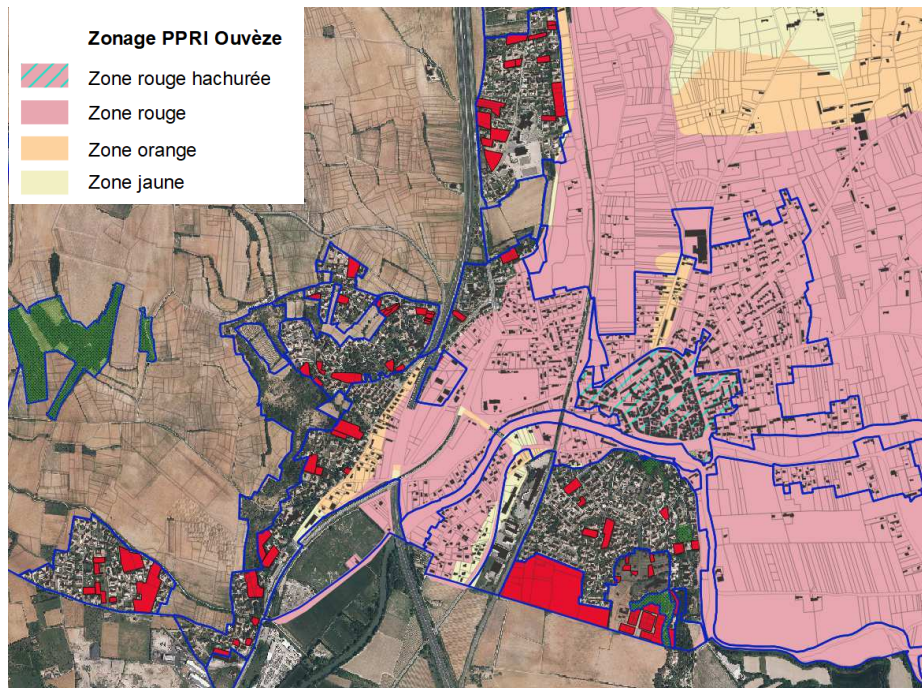 Zonage PPRI Ouvèze
Zone rouge hachurée
Zone rouge
Zone orange
Zone jaune